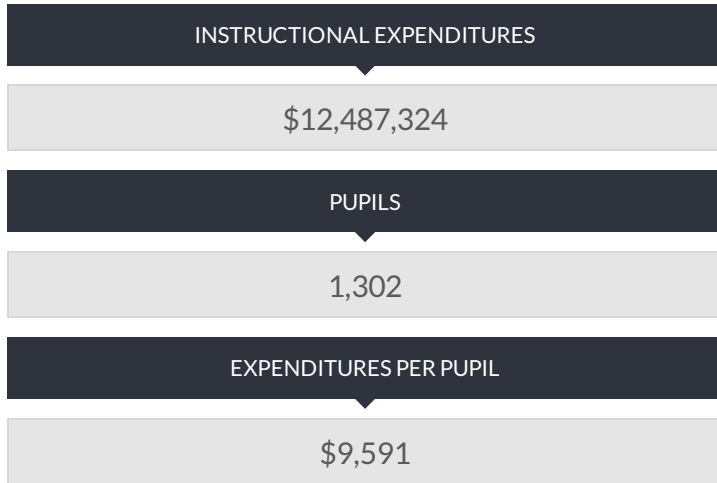 INSTRUCTIONAL EXPENDITURES
$12,487,324
PUPILS
1,302
EXPENDITURES PER PUPIL
$9,591